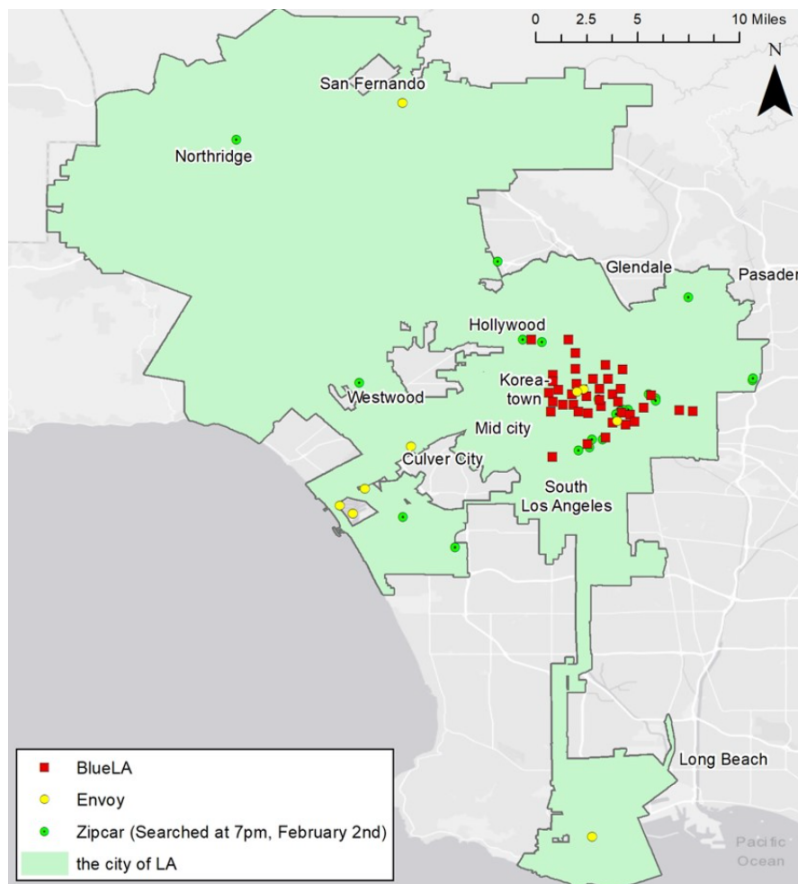 0 2.5 5 10 Miles
N
San Fernando
Northridge
Glendale
Pasader
Hollywood
Korea-
town
Westwood
Mid city
Culver City
South
Los Angeles
Long Beach
BlueLA
Envoy
Zipcar (Searched at 7pm, February 2nd)
the city of LA
Pacific
Ocean